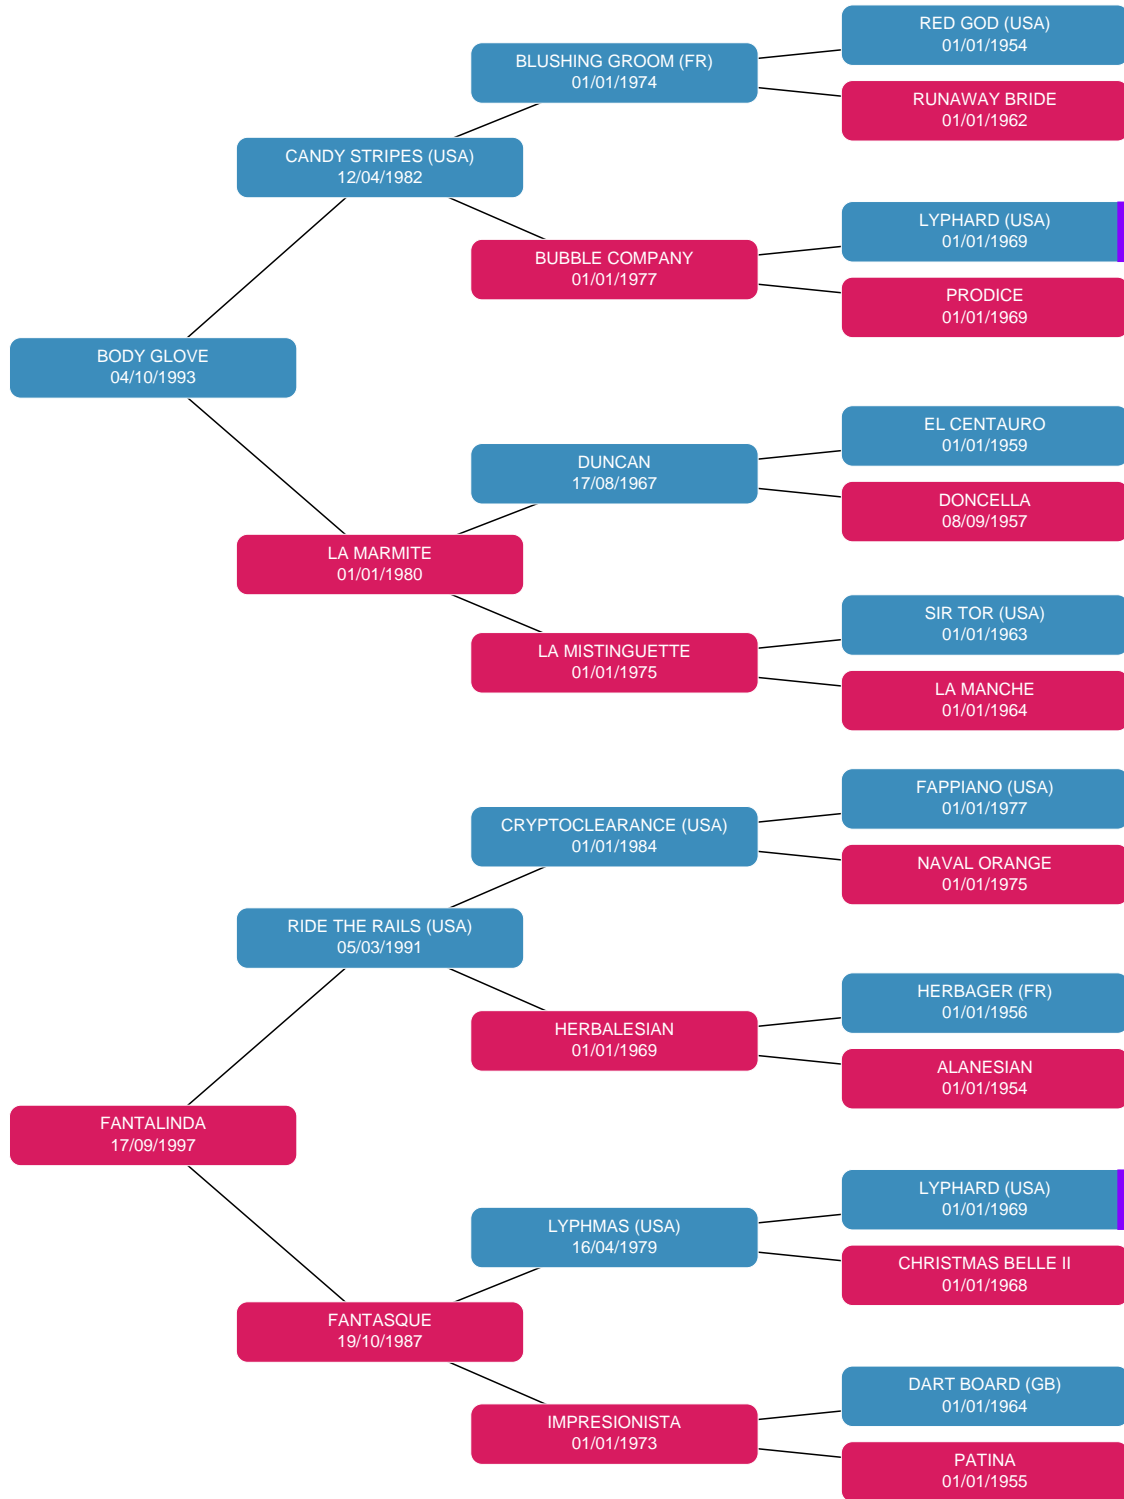 RED GOD (USA)
01/01/1954
BLUSHING GROOM (FR)
01/01/1974
RUNAWAY BRIDE
01/01/1962
CANDY STRIPES (USA)
12/04/1982
LYPHARD (USA)
01/01/1969
BUBBLE COMPANY
01/01/1977
PRODICE
01/01/1969
BODY GLOVE
04/10/1993
EL CENTAURO
01/01/1959
DUNCAN
17/08/1967
DONCELLA
08/09/1957
LA MARMITE
01/01/1980
SIR TOR (USA)
01/01/1963
LA MISTINGUETTE
01/01/1975
LA MANCHE
01/01/1964
FAPPIANO (USA)
01/01/1977
CRYPTOCLEARANCE (USA)
01/01/1984
NAVAL ORANGE
01/01/1975
RIDE THE RAILS (USA)
05/03/1991
HERBAGER (FR)
01/01/1956
HERBALESIAN
01/01/1969
ALANESIAN
01/01/1954
FANTALINDA
17/09/1997
LYPHARD (USA)
01/01/1969
LYPHMAS (USA)
16/04/1979
CHRISTMAS BELLE II
01/01/1968
FANTASQUE
19/10/1987
DART BOARD (GB)
01/01/1964
IMPRESIONISTA
01/01/1973
PATINA
01/01/1955